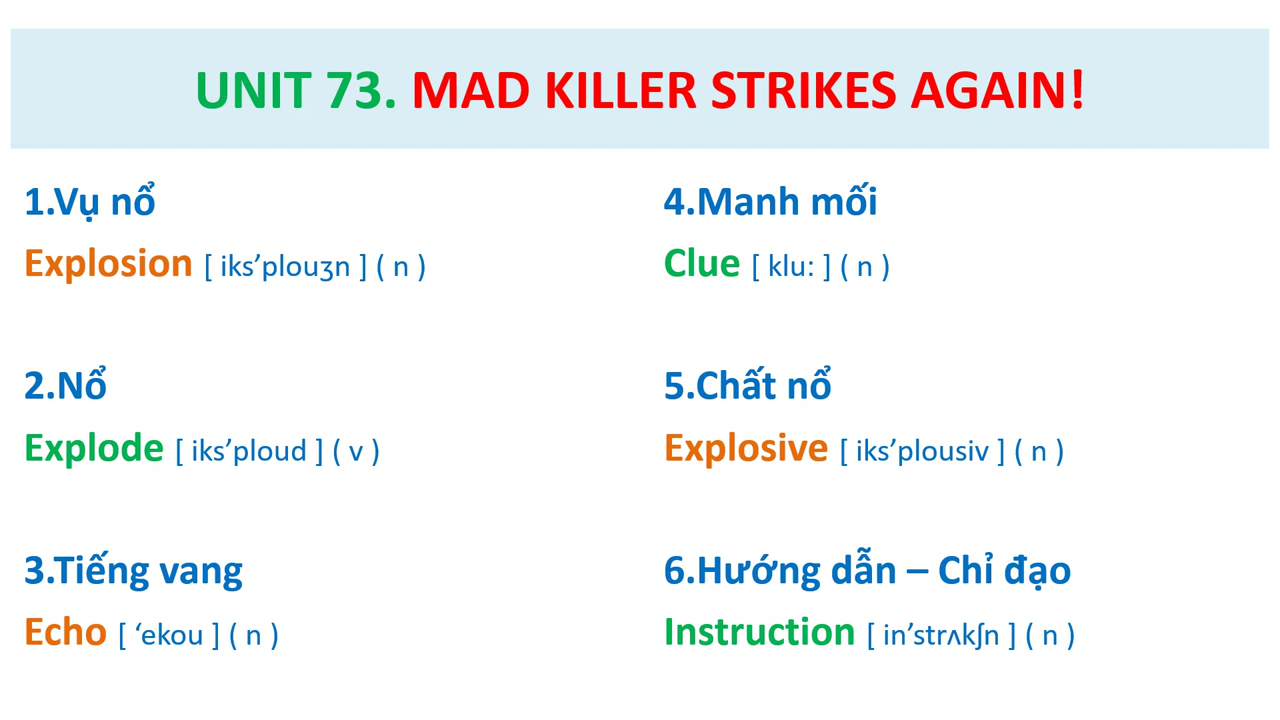 UNIT 73. MAD KILLER STRIKES AGAIN!
1.Vụ nổ
Explosion [ iks’plouʒn ] ( n )
2.Nổ
Explode [ iks’ploud ] ( v )
3.Tiếng vang
Echo [ ‘ekou ] ( n )
4.Manh mối
Clue [ klu: ] ( n )
5.Chất nổ
Explosive [ iks’plousiv ] ( n )
6.Hướng dẫn – Chỉ đạo
Instruction [ in’strʌkʃn ] ( n )